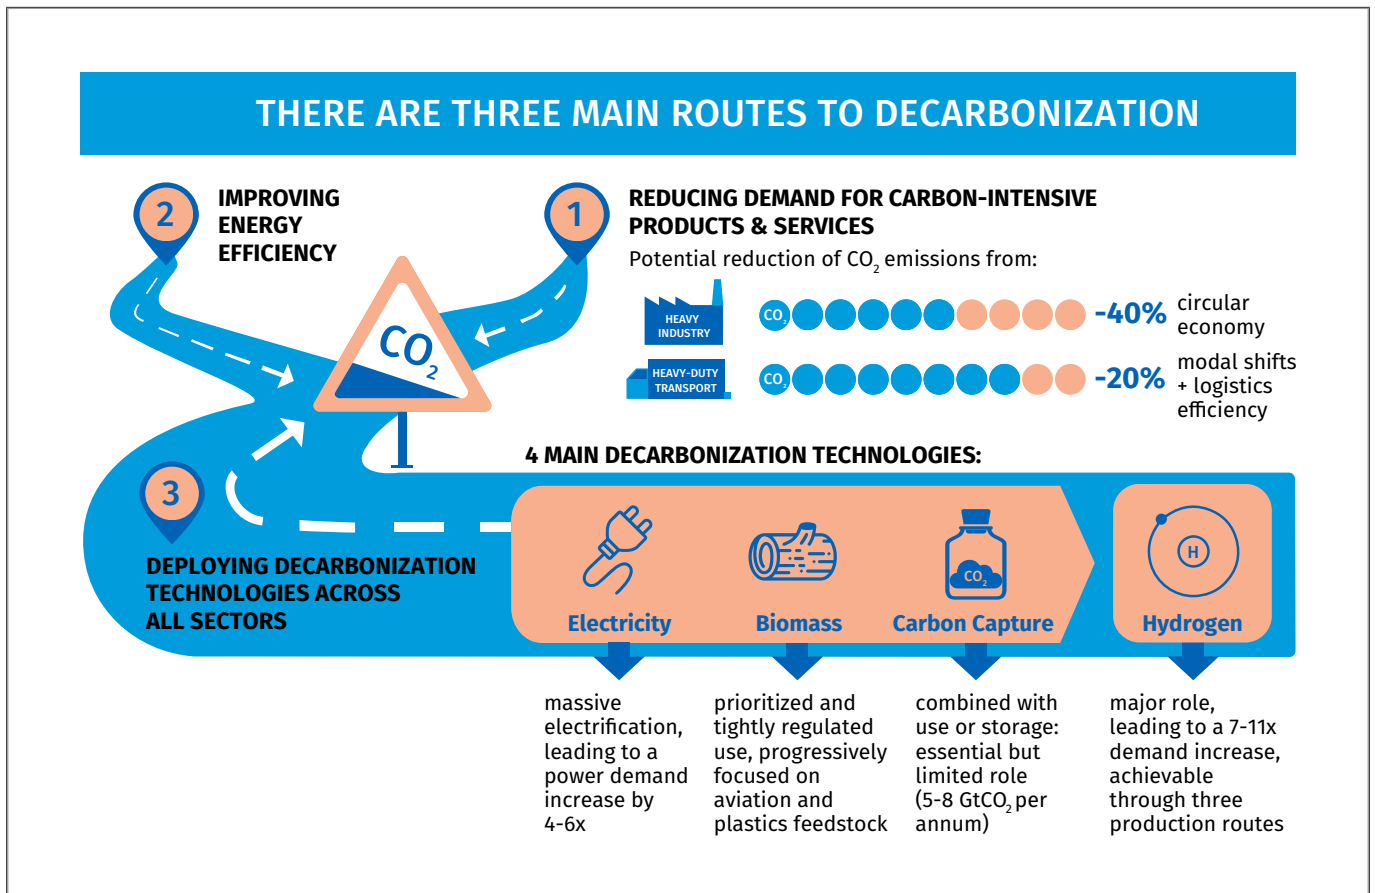 THERE ARE THREE MAIN ROUTES TO DECARBONIZATION
2
IMPROVING
ENERGY
EFFICIENCY
1
REDUCING DEMAND FOR CARBON-INTENSIVE
PRODUCTS & SERVICES
Potential reduction of CO₂ emissions from:
HEAVY
INDUSTRY
CO₂
-40%
circular
economy
HEAVY-DUTY
TRANSPORT
CO₂
-20%
modal shifts
+ logistics
efficiency
CO₂
3
DEPLOYING DECARBONIZATION
TECHNOLOGIES ACROSS
ALL SECTORS
4 MAIN DECARBONIZATION TECHNOLOGIES:
Electricity
massive
electrification,
leading to a
power demand
increase by
4-6x
Biomass
prioritized and
tightly regulated
use, progressively
focused on
aviation and
plastics feedstock
CO₂
Carbon Capture
combined with
use or storage:
essential but
limited role
(5-8 GtCO₂ per
annum)
H
Hydrogen
major role,
leading to a 7-11x
demand increase,
achievable
through three
production routes